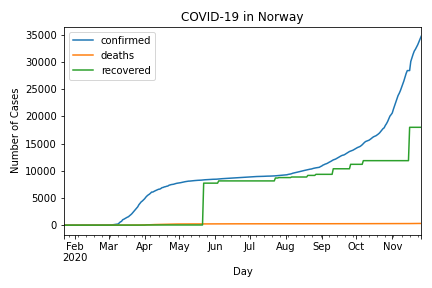 COVID-19 in Norway
confirmed
deaths
recovered
Number of Cases
35000
30000
25000
20000
15000
10000
5000
0
Feb Mar Apr May Jun Jul Aug Sep Oct Nov
2020
Day